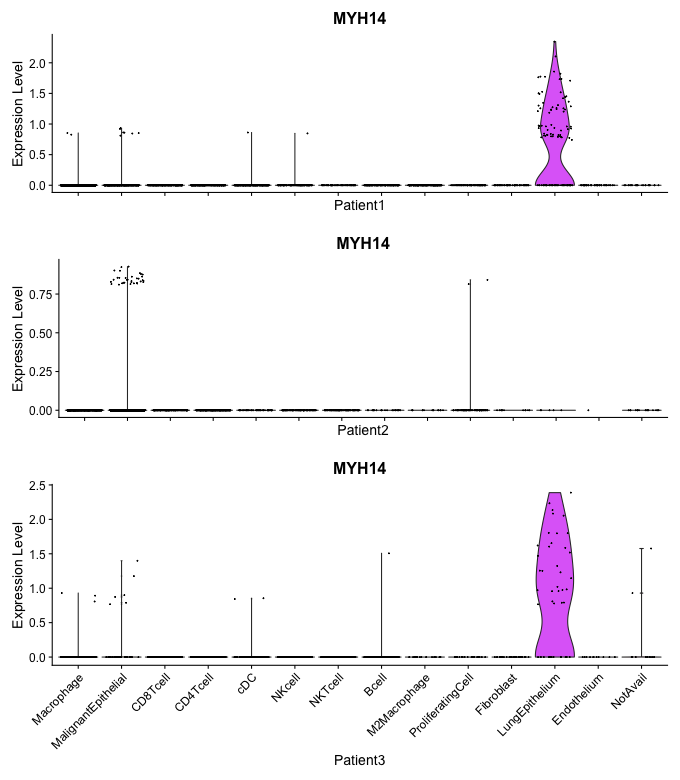 MYH14
Expression Level
2.0
1.5
1.0
0.5
0.0
Patient1
MYH14
Expression Level
0.75
0.50
0.25
0.00
Patient2
MYH14
Expression Level
2.5
2.0
1.5
1.0
0.5
0.0
Macrophage
MalignantEpithelial
CD8Tcell
CD4Tcell
cDC
NKcell
NKTcell
Bcell
M2Macrophage
ProliferatingCell
Fibroblast
LungEpithelium
Endothelium
NotAvail
Patient3